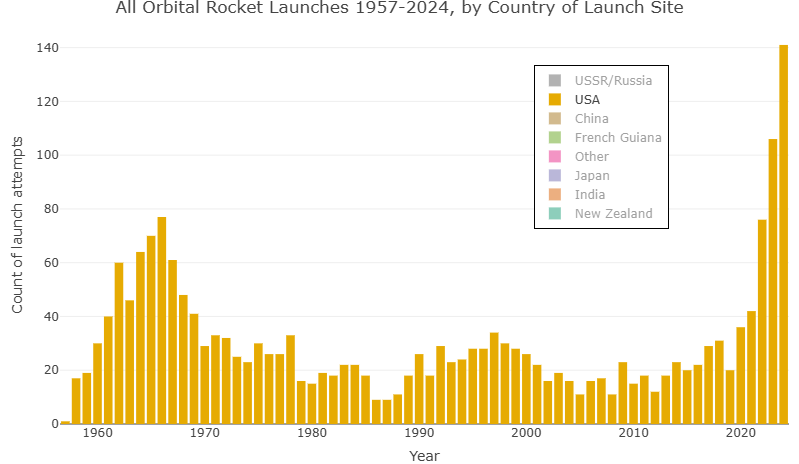 All Orbital Rocket Launches 1957-2024, by Country of Launch Site
140
120
100
80
60
40
20
0
Count of launch attempts
USSR/Russia
USA
China
French Guiana
Other
Japan
India
New Zealand
1960 1970 1980 1990 2000 2010 2020
Year